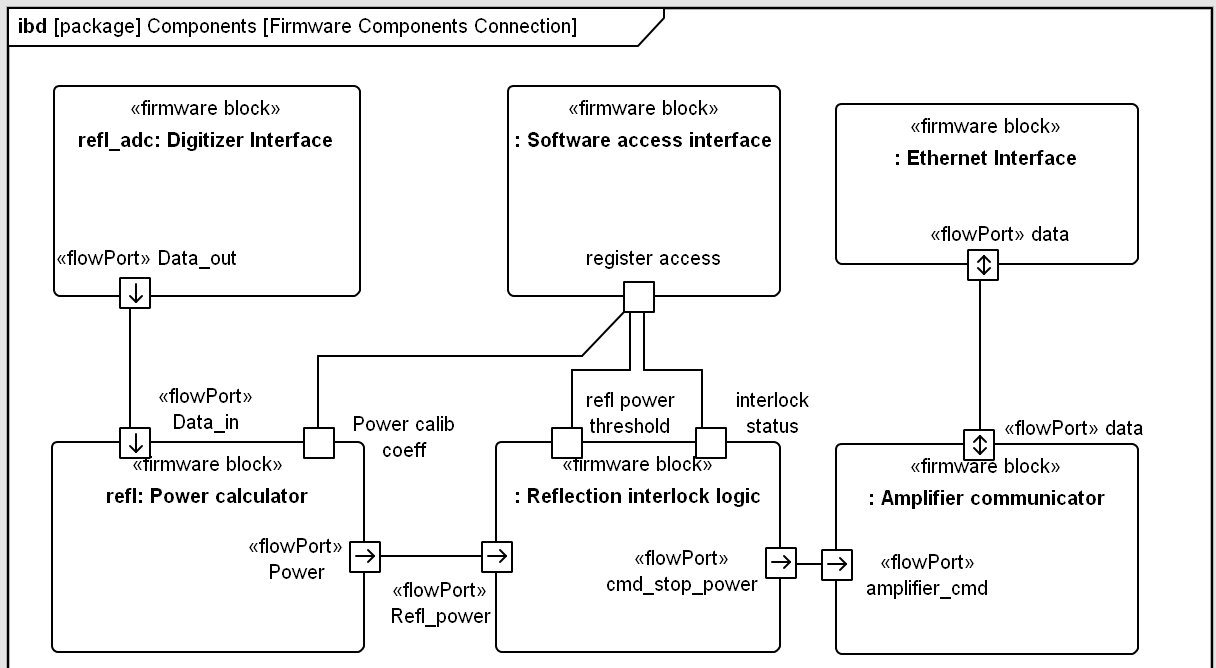 ibd [package] Components [Firmware Components Connection]
«firmware block»
refl_adc: Digitizer Interface
«flowPort» Data_out
«firmware block»
: Software access interface
register access
«firmware block»
: Ethernet Interface
«flowPort» data
«flowPort»
Data_in
Power calib
coeff
refl power
threshold
interlock
status
«flowPort» data
«firmware block»
refl: Power calculator
«flowPort»
Power
«flowPort»
Refl_power
«firmware block»
: Reflection interlock logic
«flowPort»
cmd_stop_power
«firmware block»
: Amplifier communicator
«flowPort»
amplifier_cmd